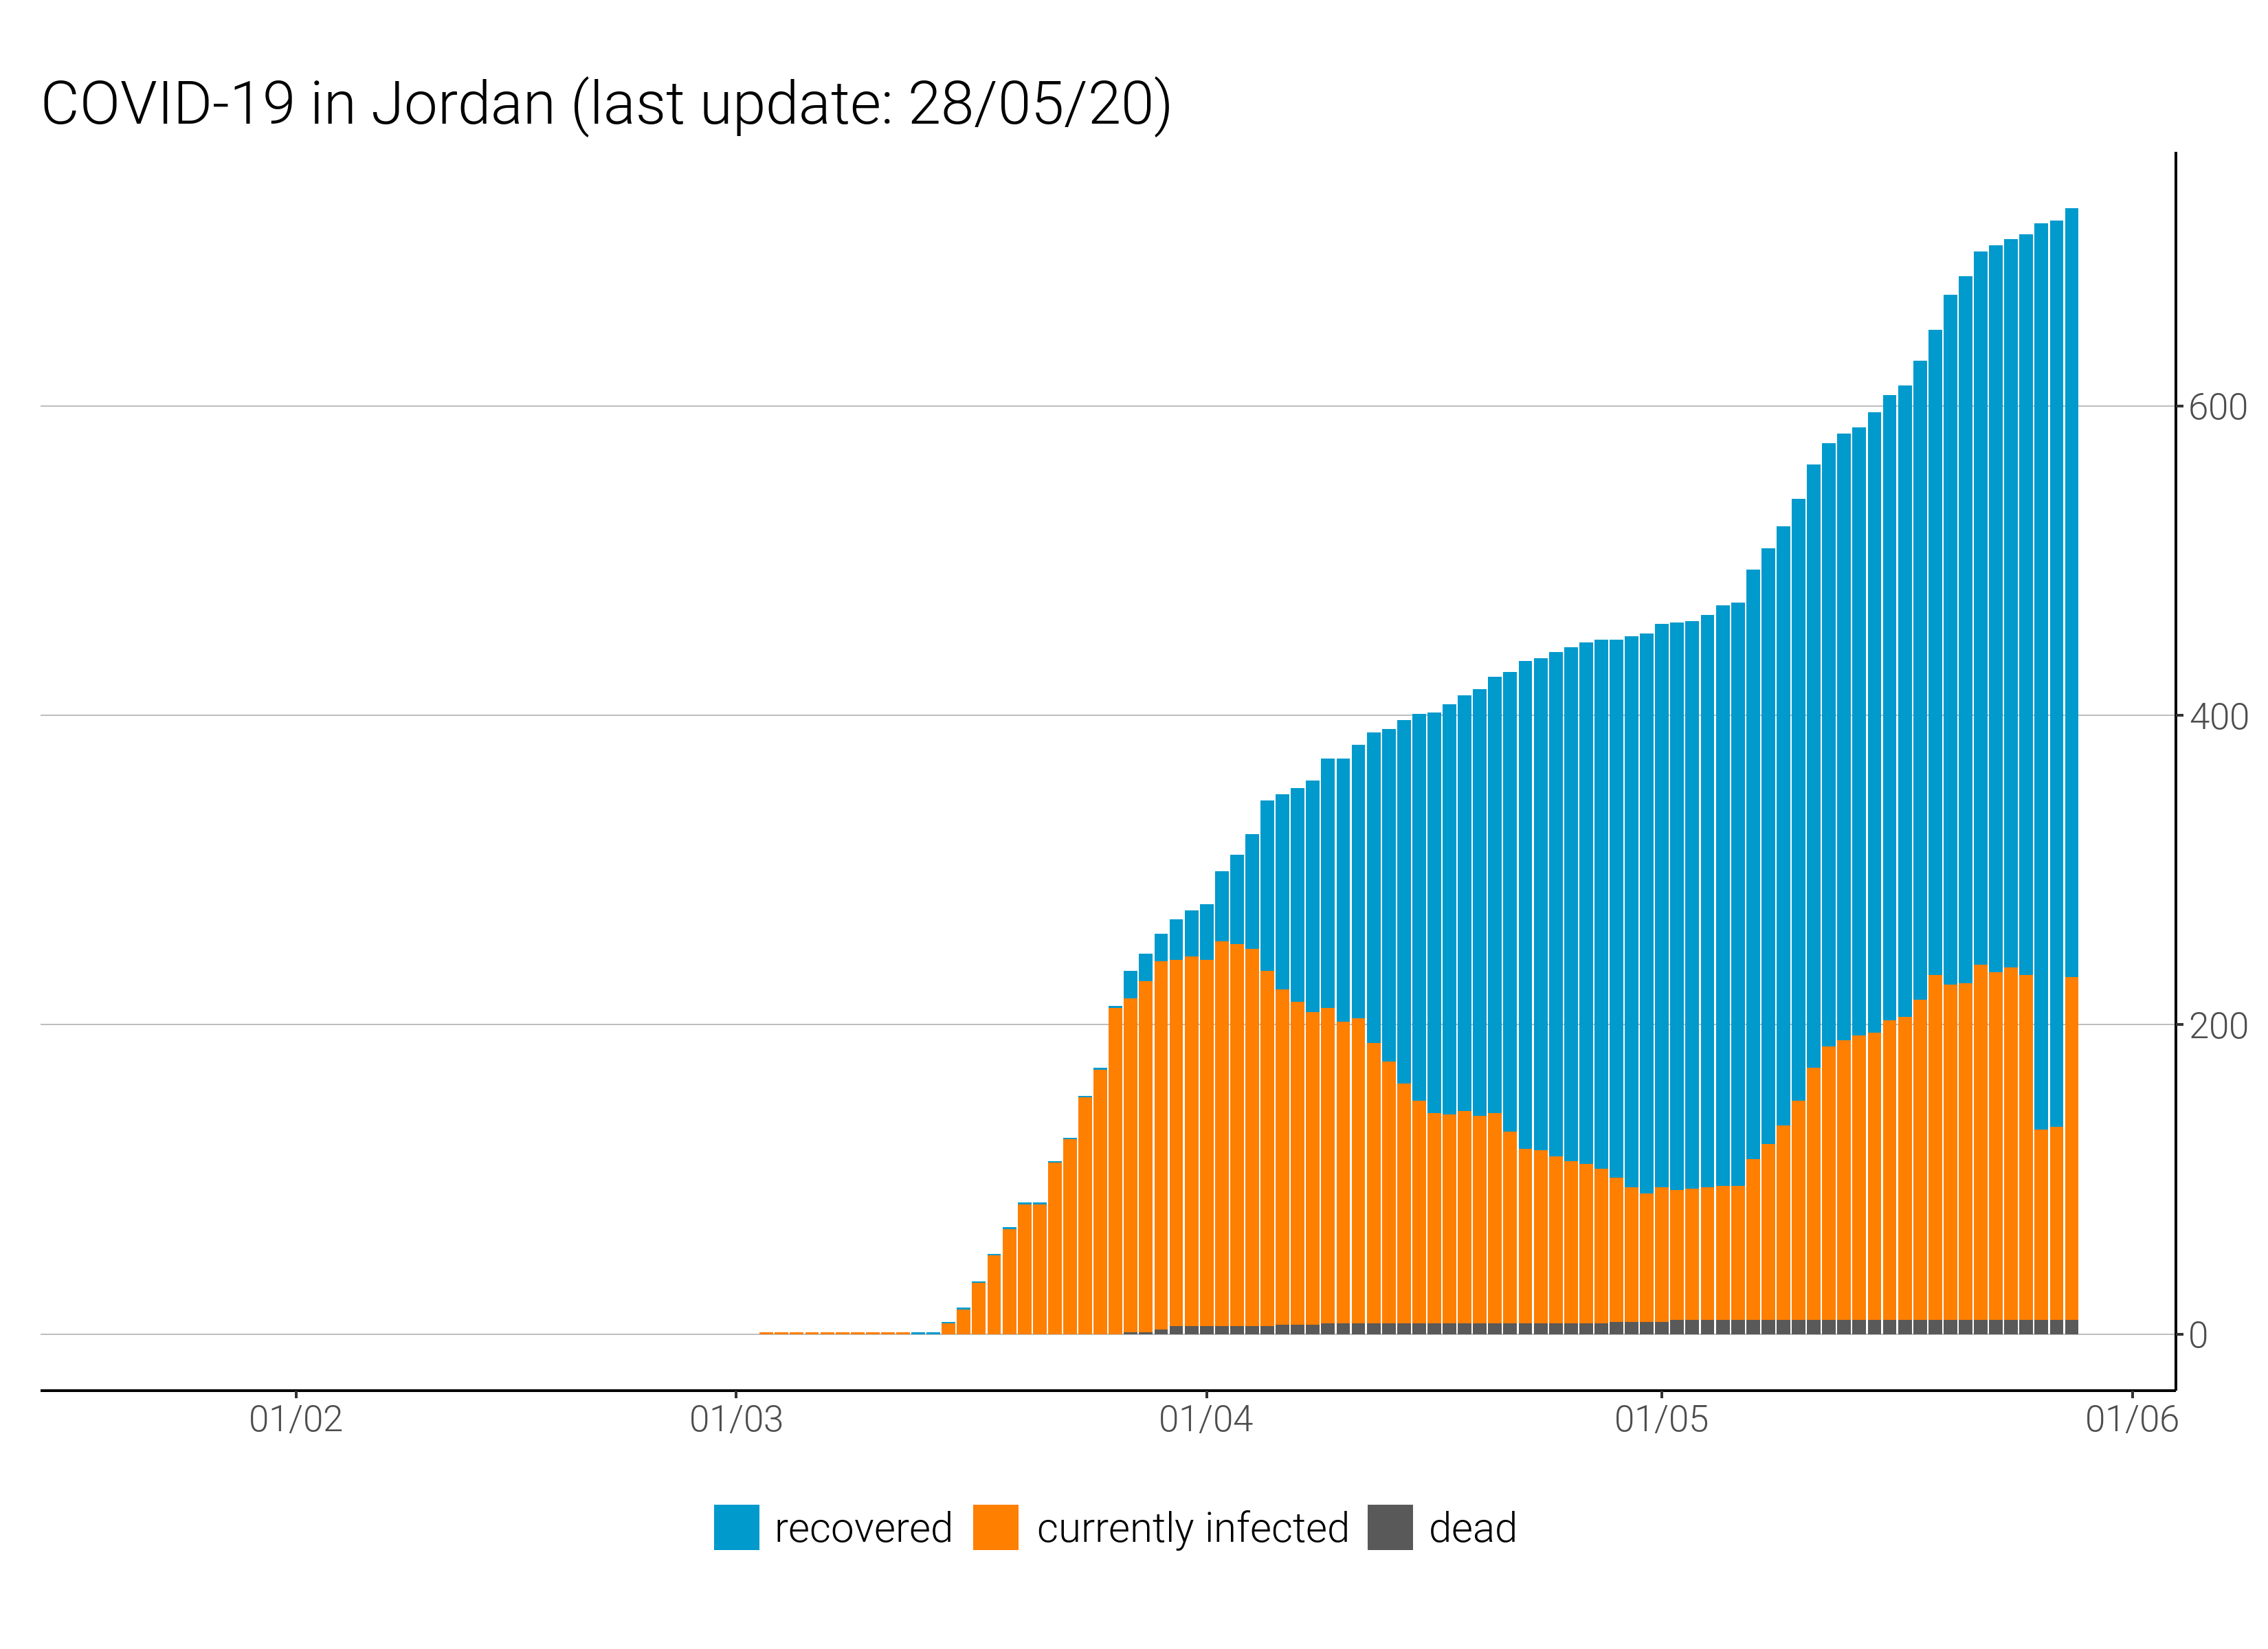 COVID-19 in Jordan (last update: 28/05/20)
600
400
200
0
01/02 01/03 01/04 01/05 01/06
recovered currently infected dead